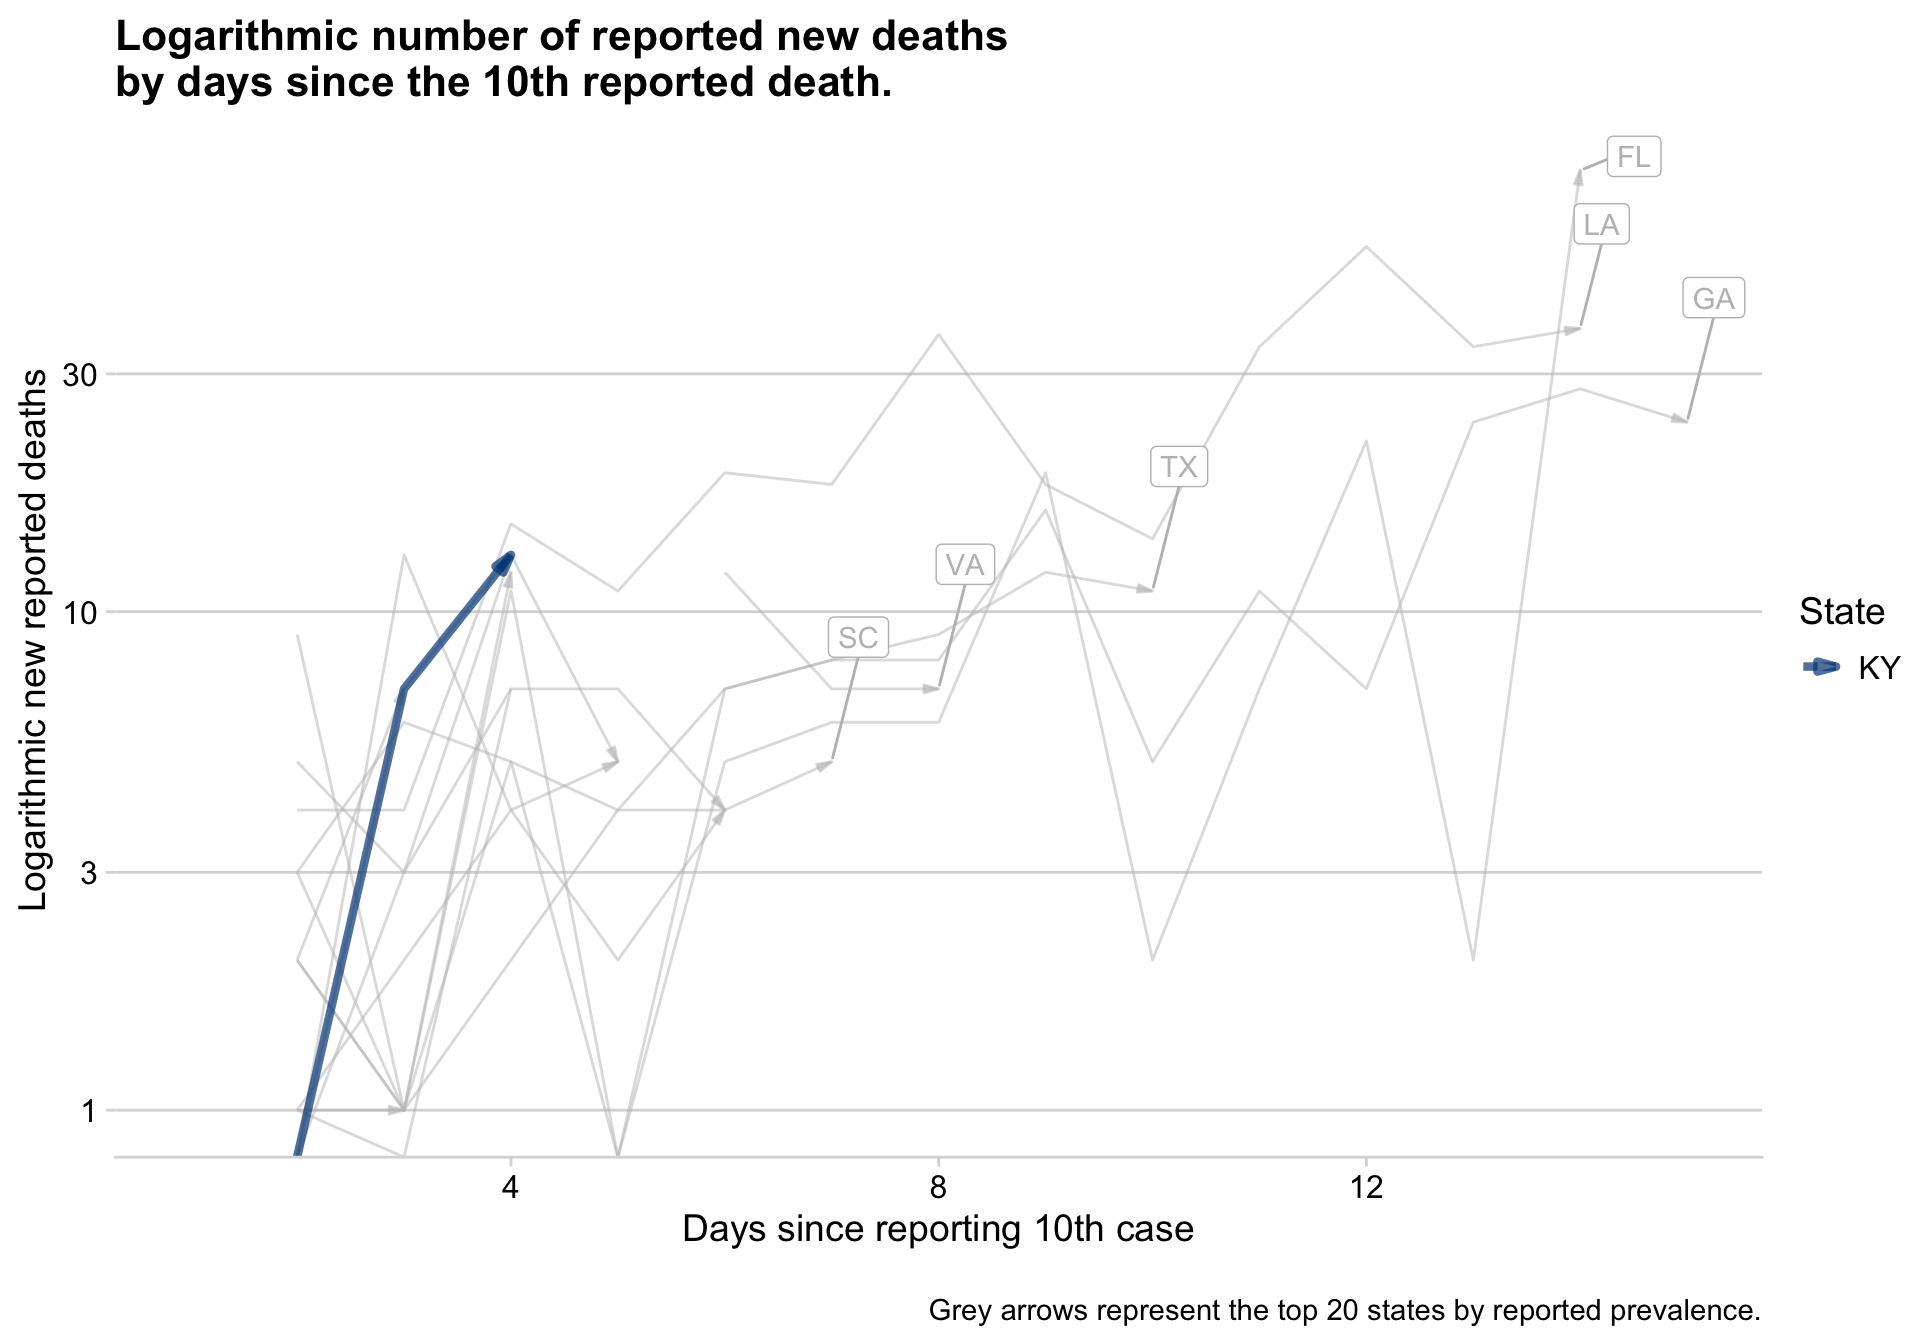 Logarithmic number of reported new deaths
by days since the 10th reported death.
FL
LA
GA
30
TX
VA
10
SC
3
1
Logarithmic new reported deaths
State
KY
4
8
12
Days since reporting 10th case
Grey arrows represent the top 20 states by reported prevalence.